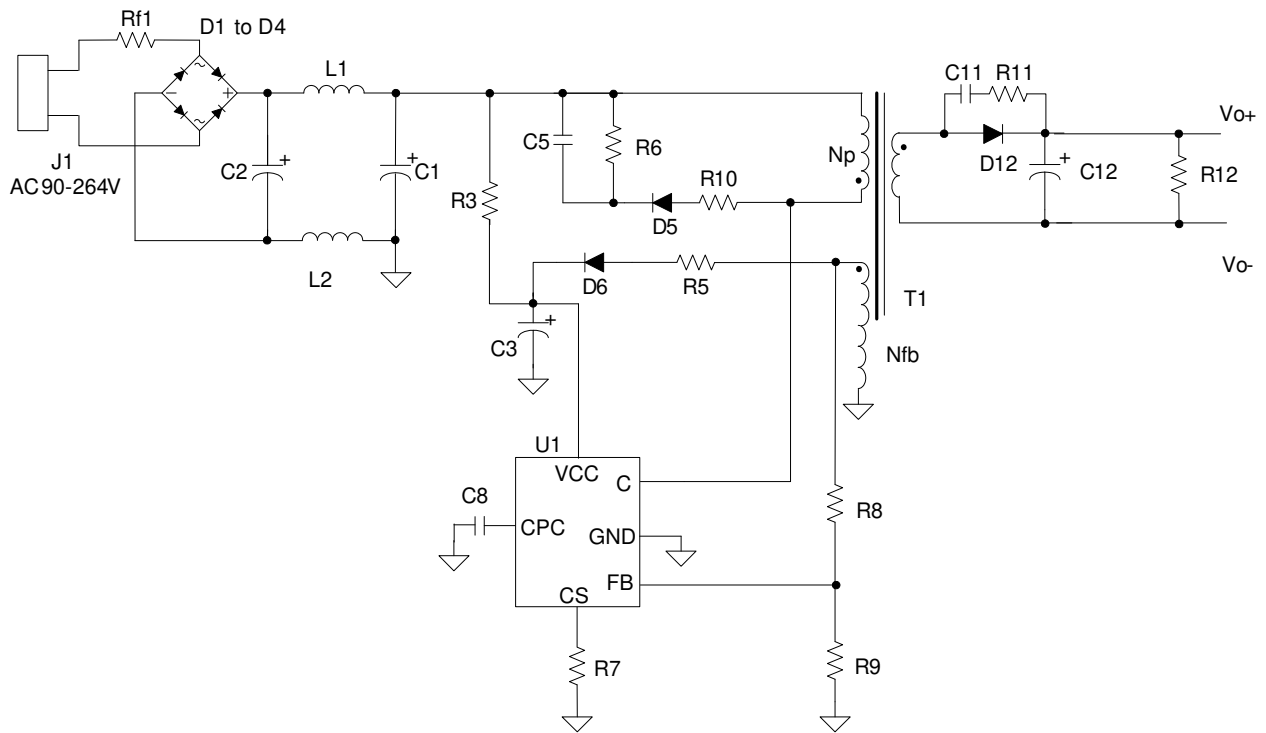 Rf1
D1 to D4
J1
AC 90-264V
L1
C2
+
C1
+
L2
R3
C5
R6
R10
D5
Np
C11
R11
D12
C12
+
R12
Vo+
Vo-
D6
R5
T1
Nfb
C3
+
U1
VCC
C
CPC
GND
FB
CS
C8
R7
R8
R9
~
~
-
+